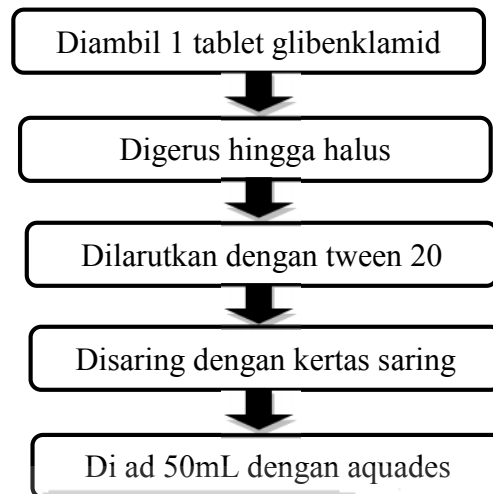 Diambil 1 tablet glibenklamid
Digerus hingga halus
Dilarutkan dengan tween 20
Disaring dengan kertas saring
Di ad 50mL dengan aquades